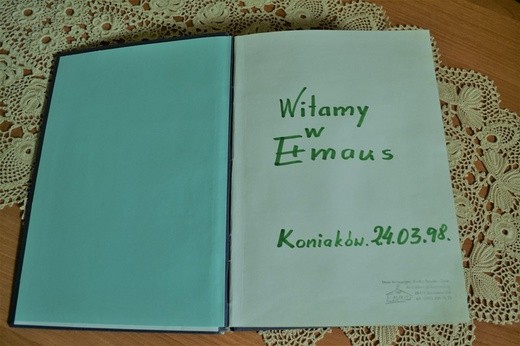 Witamy
w
Emaus
Koniaków. 24.03.98.